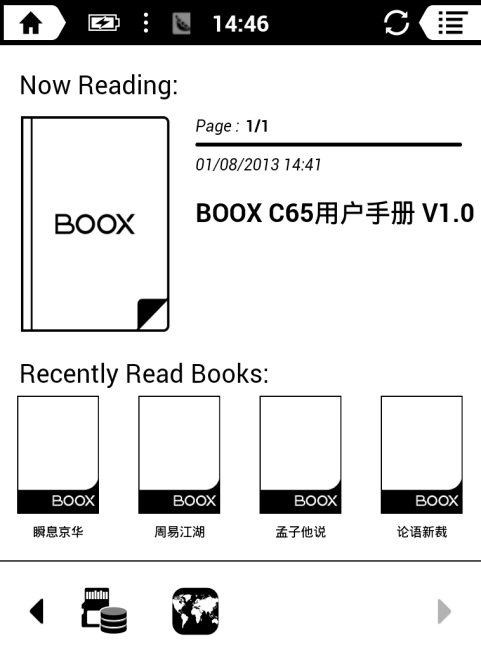 14:46
Now Reading:
BOOX
Page : 1/1
01/08/2013 14:41
BOOX C65用户手册 V1.0
Recently Read Books:
BOOX BOOX BOOX BOOX
瞬息京华 周易江湖 孟子他说 论语新裁